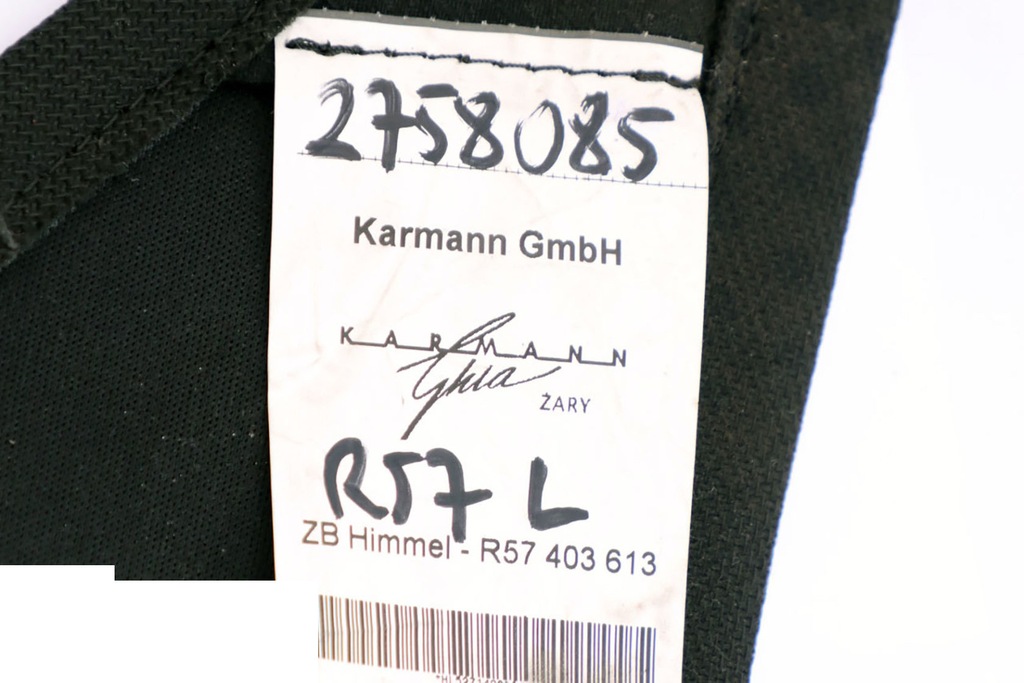 2758085
Karmann GmbH
KARMANN
Ghia
ŻARY
R57 L
ZB Himmel - R57 403 613